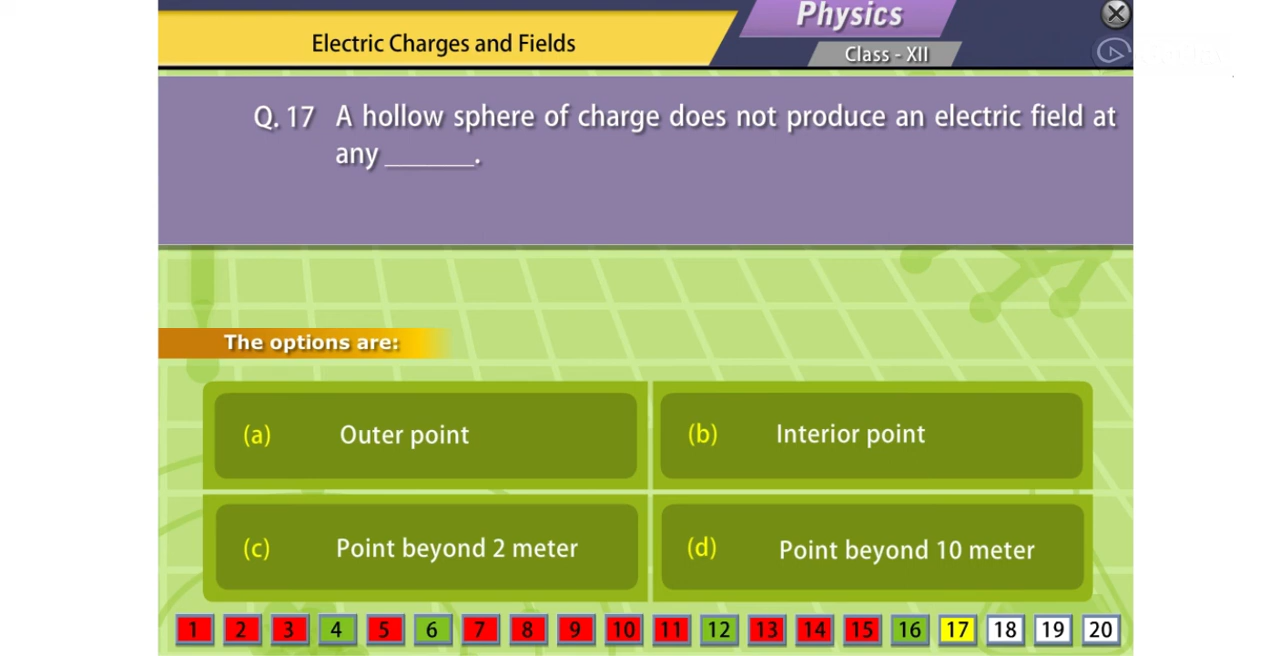 Physics
Electric Charges and Fields
Class - XII
Q. 17 A hollow sphere of charge does not produce an electric field at
any ______.
The options are:
(a) Outer point
(b) Interior point
(c) Point beyond 2 meter
(d) Point beyond 10 meter
1 2 3 4 5 6 7 8 9 10 11 12 13 14 15 16 17 18 19 20